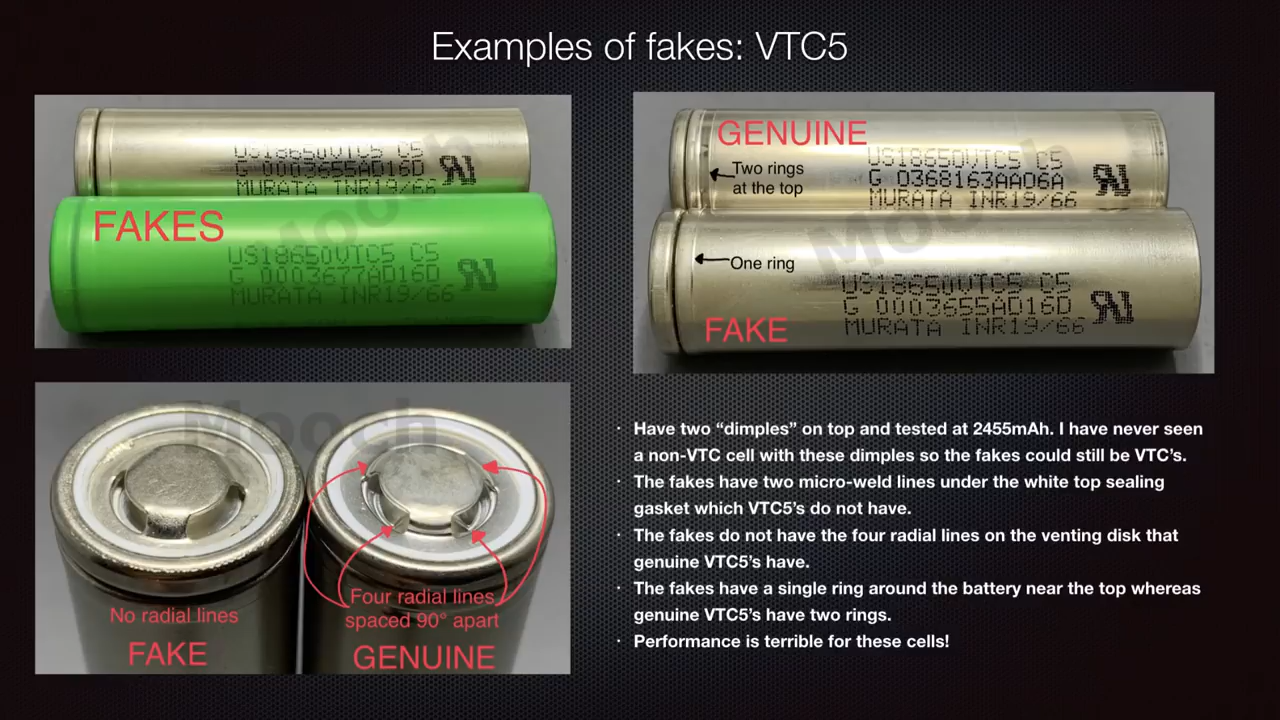 Examples of fakes: VTC5
US18650VTC5 C5
G 0003655AD16D
MURATA INR19/66
FAKES
US18650VTC5 C5
G 0003677AD16D
MURATA INR19/66
Mooch
GENUINE
Two rings
at the top
US18650VTC5 C5
G 0368163AA06A
MURATA INR19/66
One ring
US18650VTC5 C5
G 0003655AD16D
MURATA INR19/66
FAKE
Mooch
Mooch
No radial lines
FAKE
Four radial lines
spaced 90° apart
GENUINE
· Have two “dimples” on top and tested at 2455mAh. I have never seen
a non-VTC cell with these dimples so the fakes could still be VTC’s.
· The fakes have two micro-weld lines under the white top sealing
gasket which VTC5’s do not have.
· The fakes do not have the four radial lines on the venting disk that
genuine VTC5’s have.
· The fakes have a single ring around the battery near the top whereas
genuine VTC5’s have two rings.
· Performance is terrible for these cells!